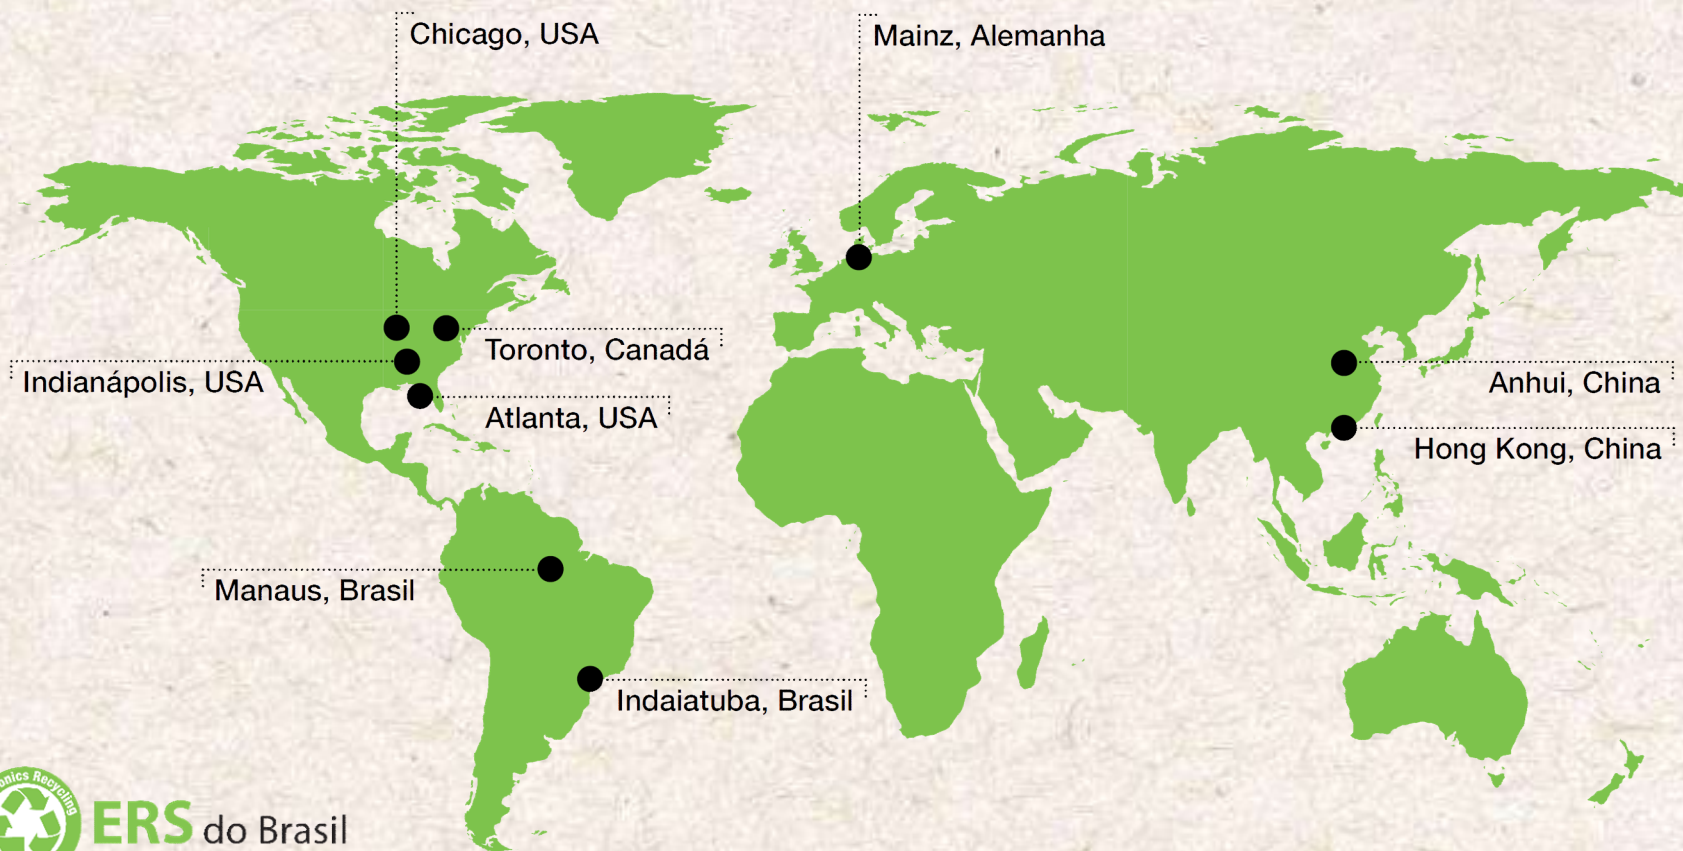 Chicago, USA
Mainz, Alemanha
Toronto, Canadá
Indianápolis, USA
Atlanta, USA
Anhui, China
Hong Kong, China
Manaus, Brasil
Indaiatuba, Brasil
Recycling
ERS do Brasil